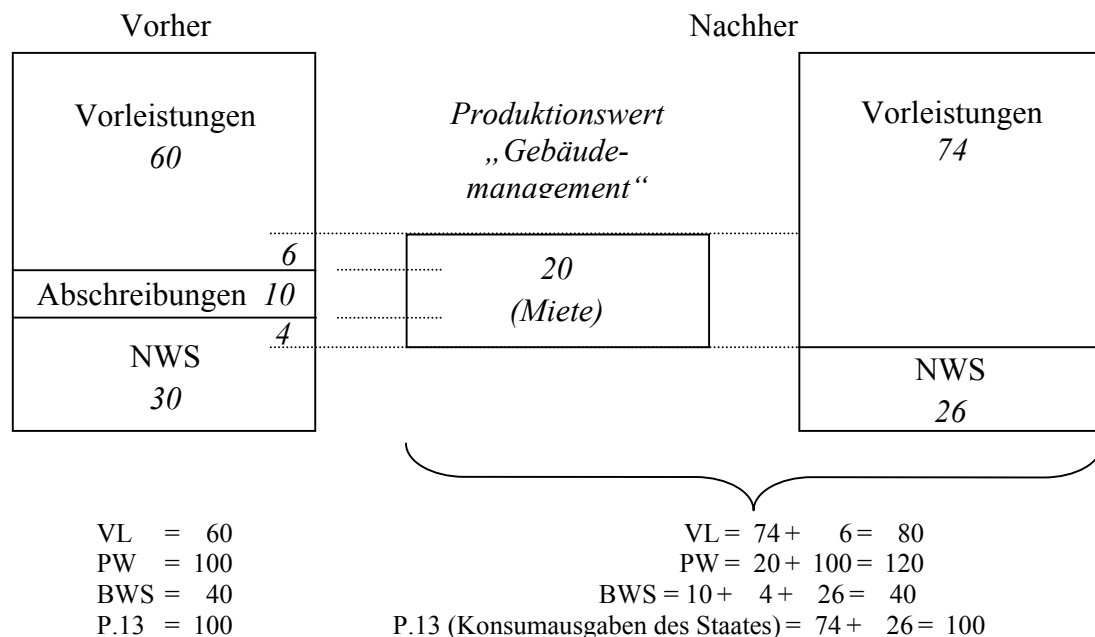 Vorher
Nachher
Vorleistungen
60
6
Abschreibungen 10
4
NWS
30
Produktionswert
„Gebäude-
management“
20
(Miete)
Vorleistungen
74
NWS
26
VL = 60
PW = 100
BWS = 40
P.13 = 100
VL = 74 + 6 = 80
PW = 20 + 100 = 120
BWS = 10 + 4 + 26 = 40
P.13 (Konsumausgaben des Staates) = 74 + 26 = 100